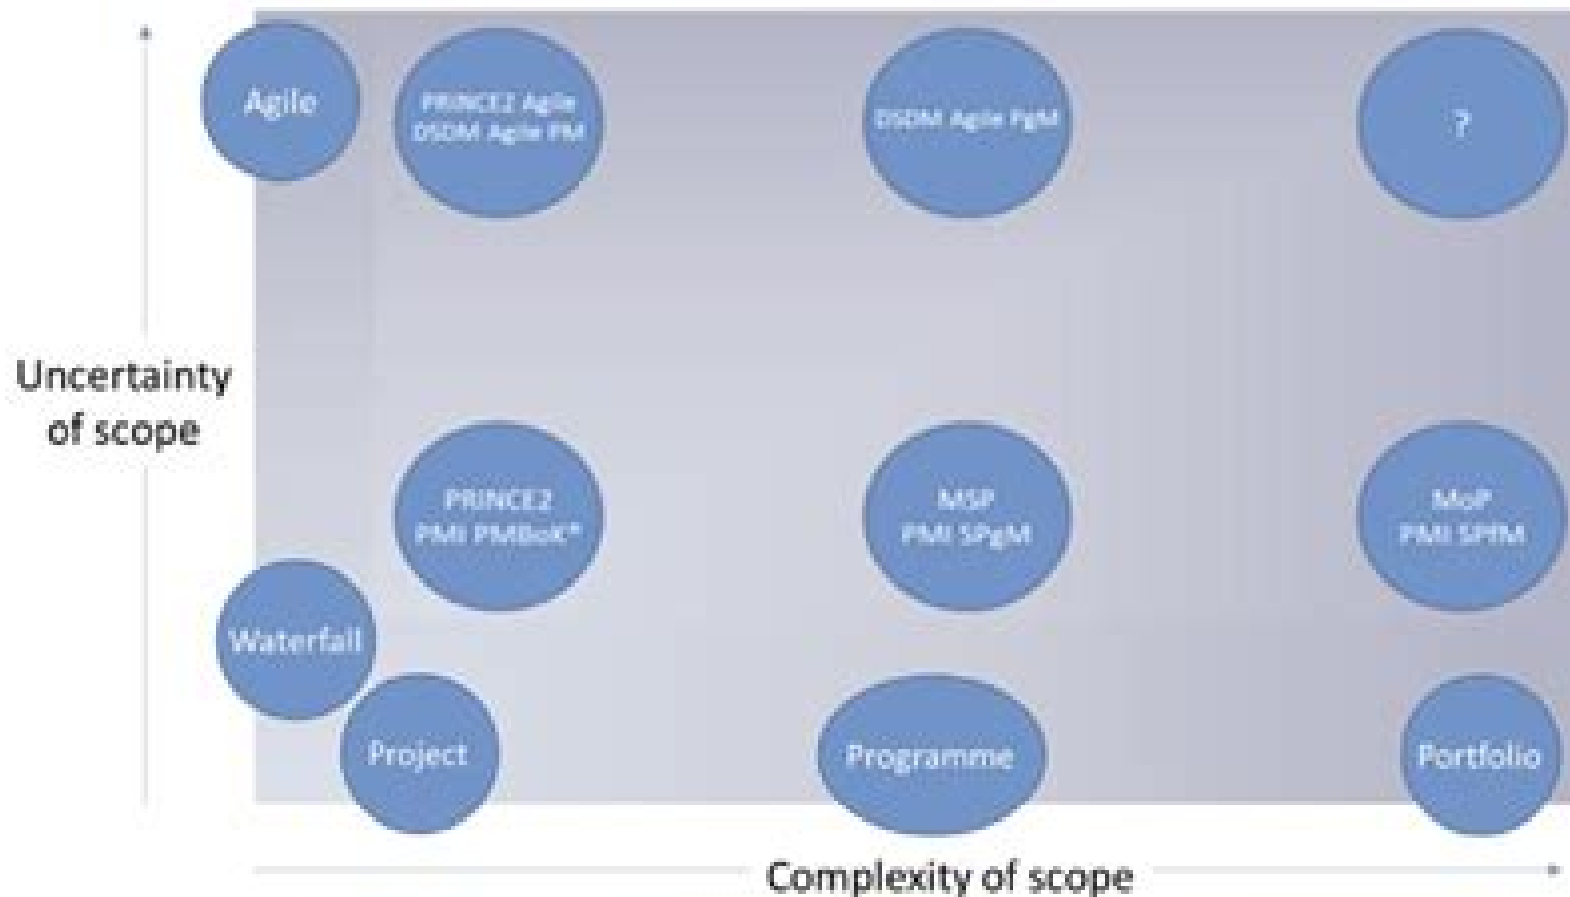 Agile
PRINCE2 Agile
DSDM Agile PM
DSDM Agile PgM
?
Uncertainty
of scope
PRINCE2
PMI PMBoK*
MSP
PMI SPgM
MoP
PMI SPfM
Waterfall
Project
Programme
Portfolio
Complexity of scope